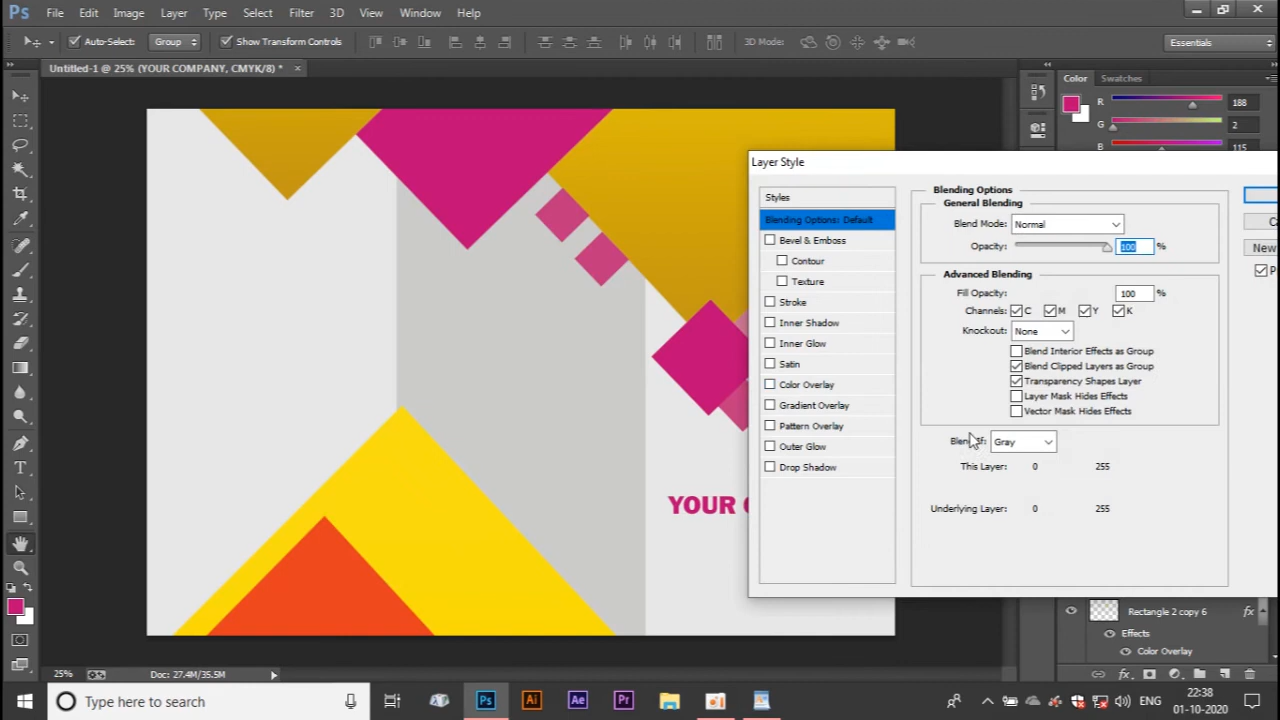 Ps File Edit Image Layer Type Select Filter 3D View Window Help
Auto-Select: Group Show Transform Controls 3D Mode: Essentials
Untitled-1 @ 25% (YOUR COMPANY, CMYK/8) * ×
Color Swatches
R 188
G 2
B 115
Layer Style
Styles
Blending Options: Default
Bevel & Emboss
Contour
Texture
Stroke
Inner Shadow
Inner Glow
Satin
Color Overlay
Gradient Overlay
Pattern Overlay
Outer Glow
Drop Shadow
Blending Options
General Blending
Blend Mode: Normal
Opacity: 100 %
Advanced Blending
Fill Opacity: 100 %
Channels: C M Y K
Knockout: None
Blend Interior Effects as Group
Blend Clipped Layers as Group
Transparency Shapes Layer
Layer Mask Hides Effects
Vector Mask Hides Effects
Gray
This Layer: 0 255
Underlying Layer: 0 255
C
New
P
YOUR
Rectangle 2 copy 6 fx
Effects
Color Overlay
25% Doc: 27.4M/35.5M
Type here to search
Ps Ai Ae Pr
ENG
22:38
01-10-2020